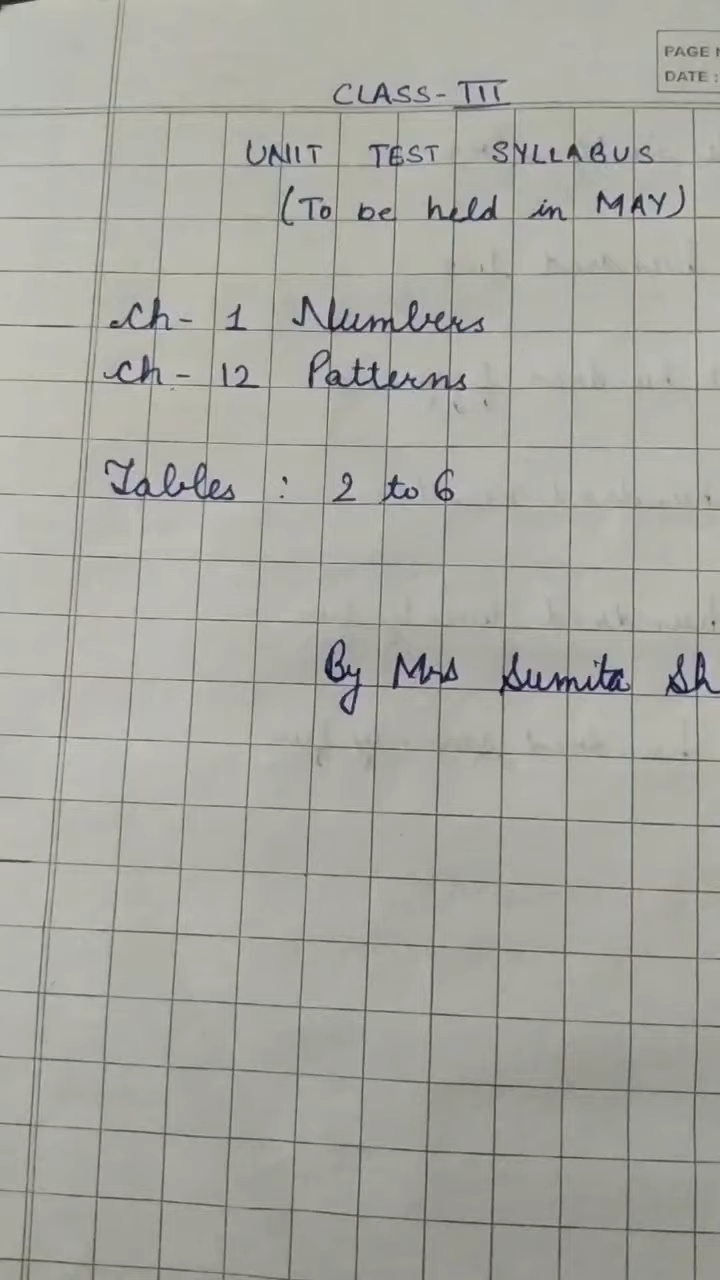 PAGE
DATE :
CLASS - III
UNIT TEST SYLLABUS
(To be held in MAY)
Ch - 1 Numbers
Ch - 12 Patterns
Tables : 2 to 6
By Mrs Sumita Sh